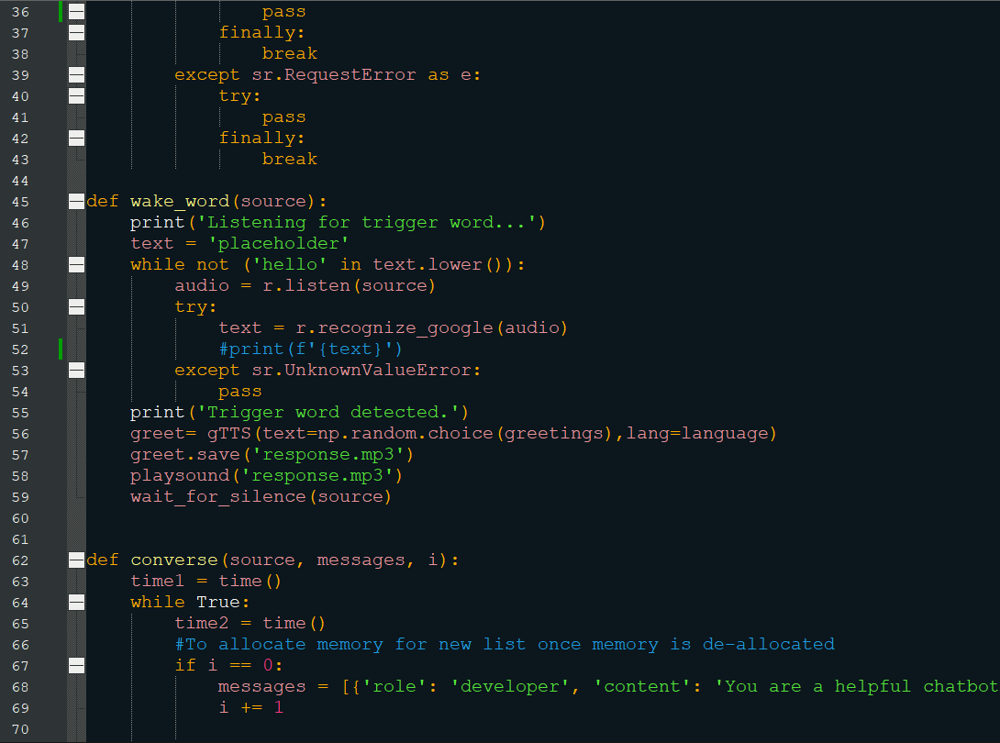 36                      pass
37                  finally:
38                      break
39              except sr.RequestError as e:
40                  try:
41                      pass
42                  finally:
43                      break
44
45      def wake_word(source):
46          print('Listening for trigger word...')
47          text = 'placeholder'
48          while not ('hello' in text.lower()):
49              audio = r.listen(source)
50              try:
51                  text = r.recognize_google(audio)
52                  #print(f'{text}')
53              except sr.UnknownValueError:
54                  pass
55          print('Trigger word detected.')
56          greet= gTTS(text=np.random.choice(greetings),lang=language)
57          greet.save('response.mp3')
58          playsound('response.mp3')
59          wait_for_silence(source)
60
61
62      def converse(source, messages, i):
63          time1 = time()
64          while True:
65              time2 = time()
66              #To allocate memory for new list once memory is de-allocated
67              if i == 0:
68                  messages = [{'role': 'developer', 'content': 'You are a helpful chatbot
69                  i += 1
70